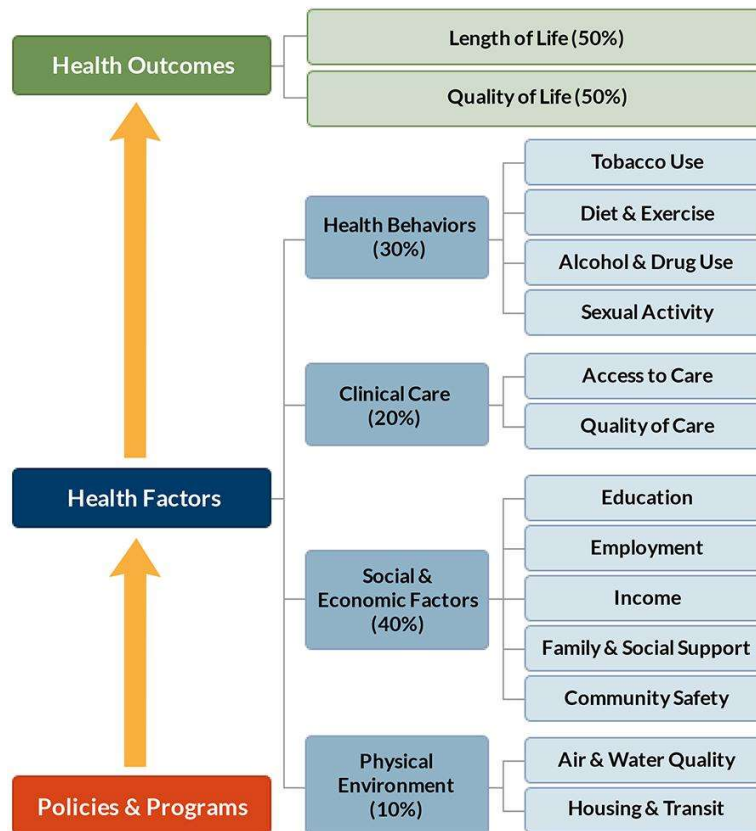 Health Outcomes
Length of Life (50%)
Quality of Life (50%)
Health Factors
Health Behaviors
(30%)
Tobacco Use
Diet & Exercise
Alcohol & Drug Use
Sexual Activity
Clinical Care
(20%)
Access to Care
Quality of Care
Social &
Economic Factors
(40%)
Education
Employment
Income
Family & Social Support
Community Safety
Physical
Environment
(10%)
Air & Water Quality
Housing & Transit
Policies & Programs